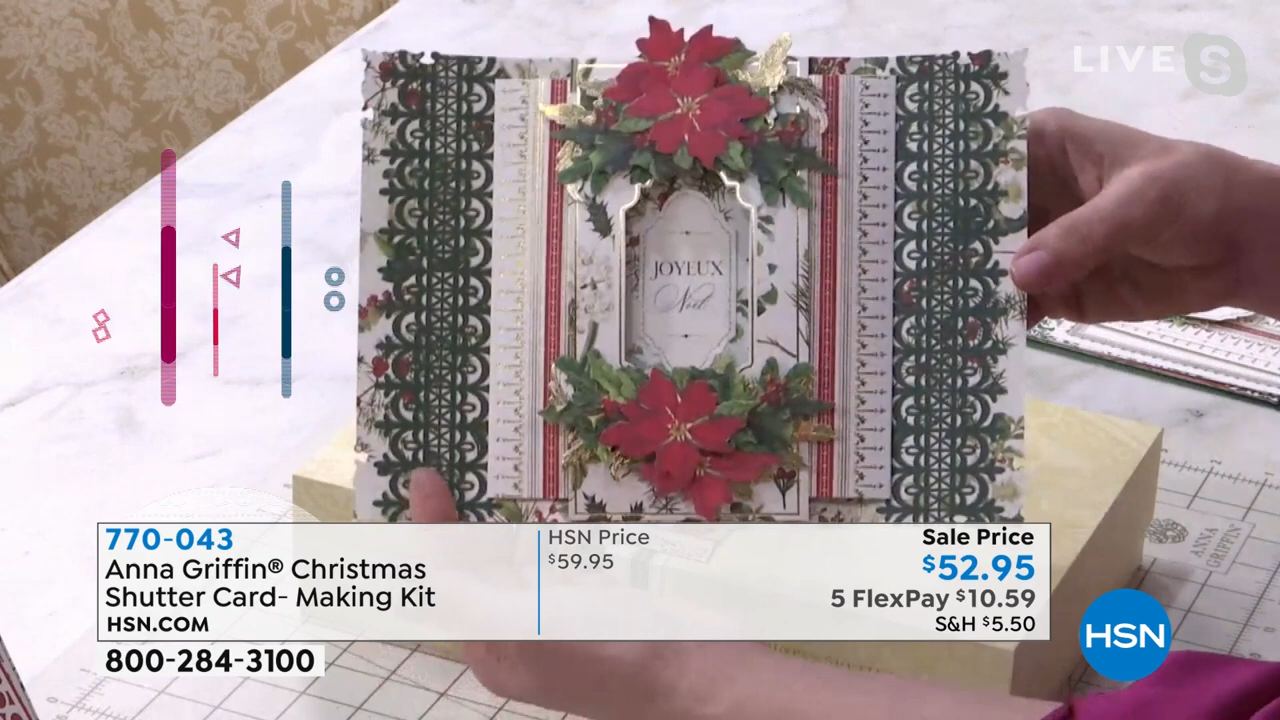 LIVE S
JOYEUX
Noël
770-043
Anna Griffin® Christmas
Shutter Card- Making Kit
HSN.COM
HSN Price
$59.95
Sale Price
$52.95
5 FlexPay $10.59
S&H $5.50
800-284-3100
HSN
ANNA
GRIFFIN